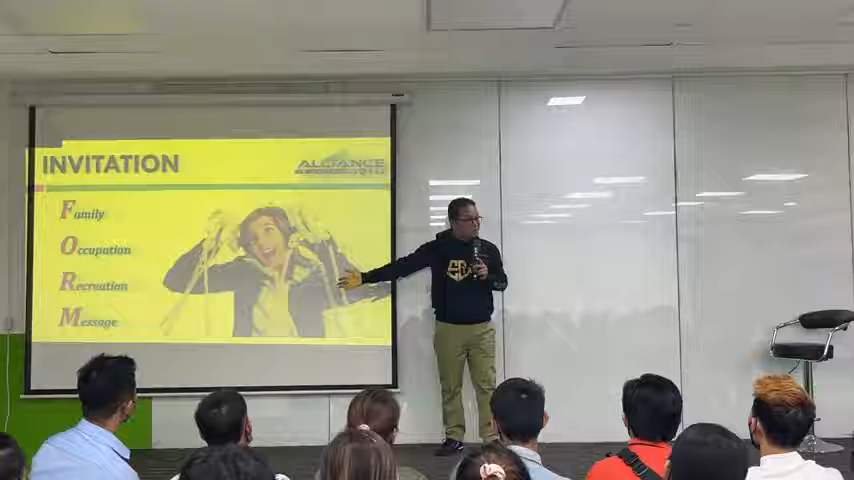 INVITATION
ALLIANCE
Family
Occupation
Recreation
Message